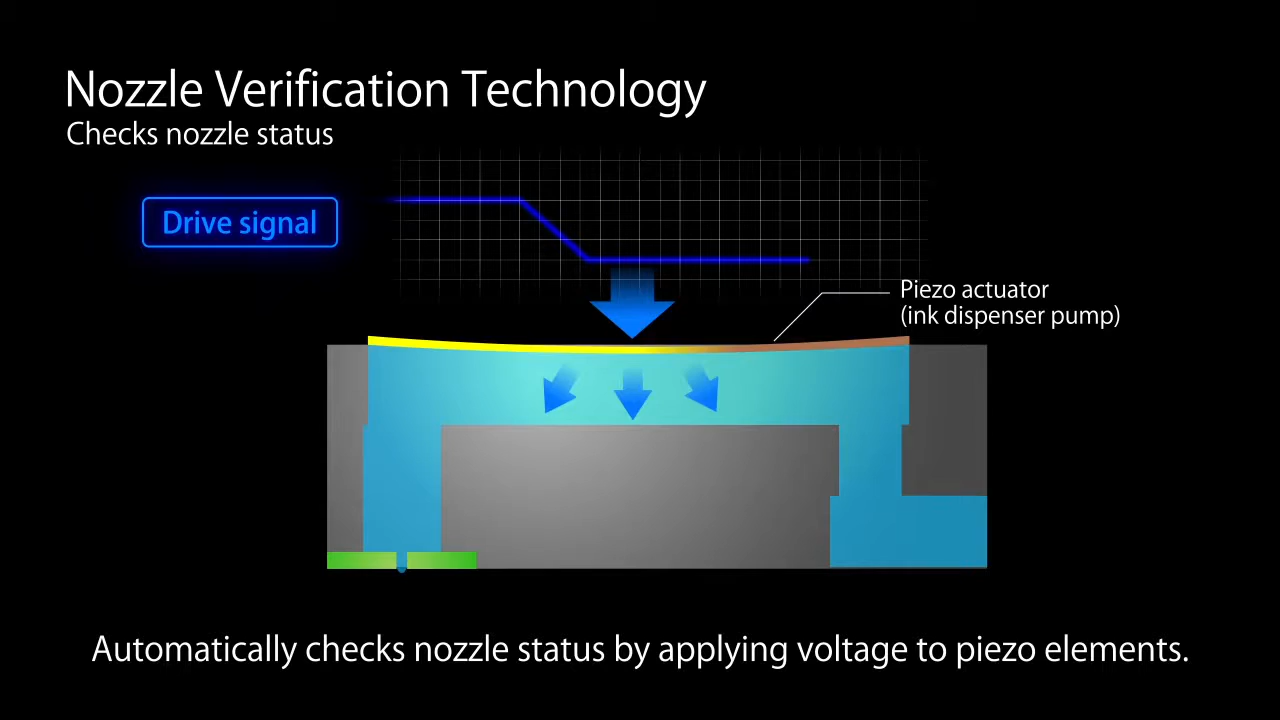 Nozzle Verification Technology
Checks nozzle status
Drive signal
Piezo actuator
(ink dispenser pump)
Automatically checks nozzle status by applying voltage to piezo elements.